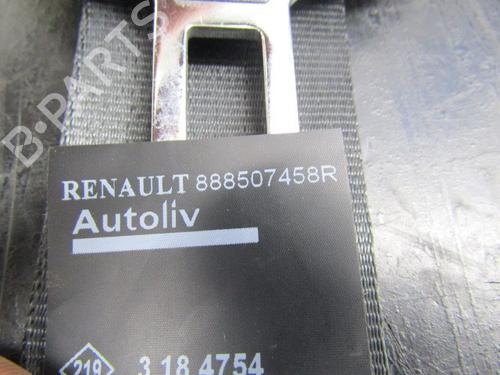 B-PARTS
RENAULT 888507458R
Autoliv
219 3 18 4754